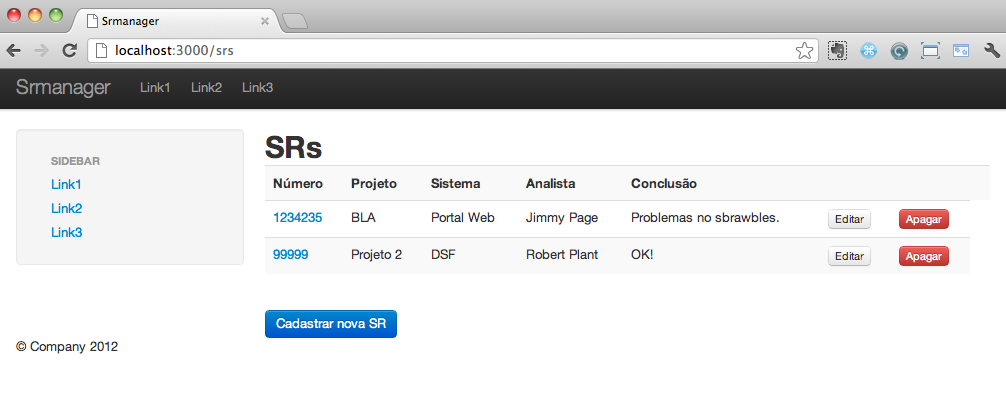 Srmanager
localhost:3000/srs
Srmanager Link1 Link2 Link3
SIDEBAR
Link1
Link2
Link3
SRs
Número Projeto Sistema Analista Conclusão
1234235 BLA Portal Web Jimmy Page Problemas no sbrawbles. Editar Apagar
99999 Projeto 2 DSF Robert Plant OK! Editar Apagar
Cadastrar nova SR
© Company 2012